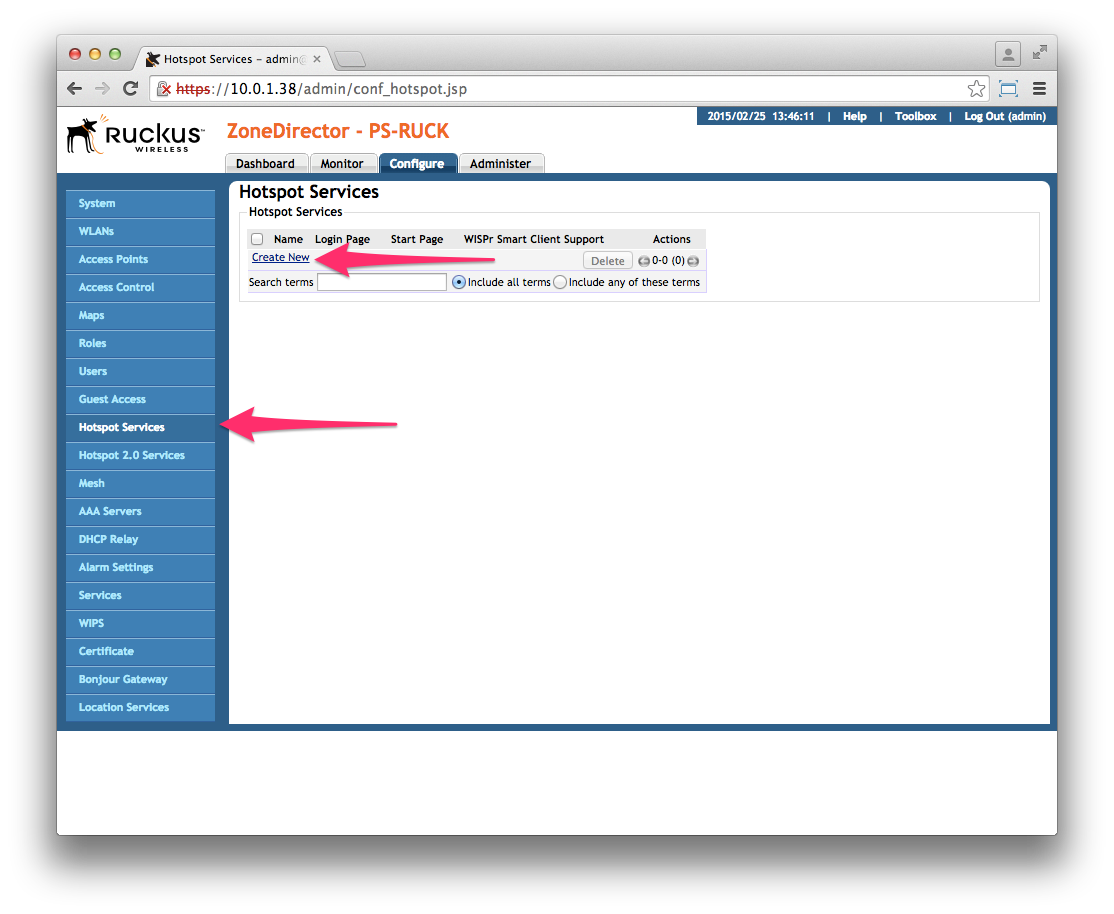 Hotspot Services – admin@
https://10.0.1.38/admin/conf_hotspot.jsp
RUCKUS™
WIRELESS
ZoneDirector - PS-RUCK
2015/02/25 13:46:11 | Help | Toolbox | Log Out (admin)
Dashboard Monitor Configure Administer
System
WLANs
Access Points
Access Control
Maps
Roles
Users
Guest Access
Hotspot Services
Hotspot 2.0 Services
Mesh
AAA Servers
DHCP Relay
Alarm Settings
Services
WIPS
Certificate
Bonjour Gateway
Location Services
Hotspot Services
Hotspot Services
Name Login Page Start Page WISPr Smart Client Support Actions
Create New Delete 0-0 (0)
Search terms Include all terms Include any of these terms